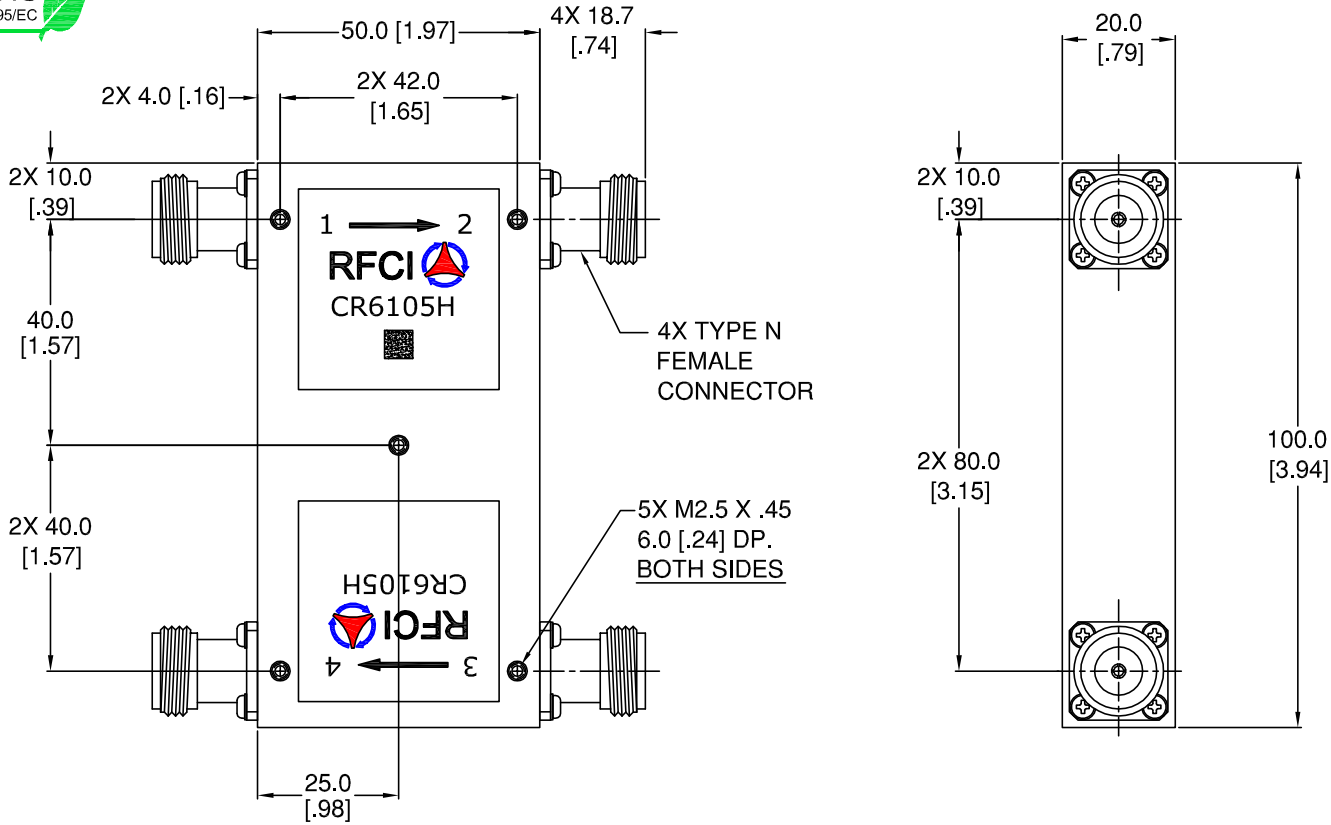 95/EC
50.0 [1.97]
4X 18.7
[.74]
2X 42.0
[1.65]
2X 4.0 [.16]
2X 10.0
[.39]
1
2
RFCI
CR6105H
40.0
[1.57]
4X TYPE N
FEMALE
CONNECTOR
2X 40.0
[1.57]
5X M2.5 X .45
6.0 [.24] DP.
BOTH SIDES
CR6105H
RFCI
4
3
25.0
[.98]
20.0
[.79]
2X 10.0
[.39]
2X 80.0
[3.15]
100.0
[3.94]